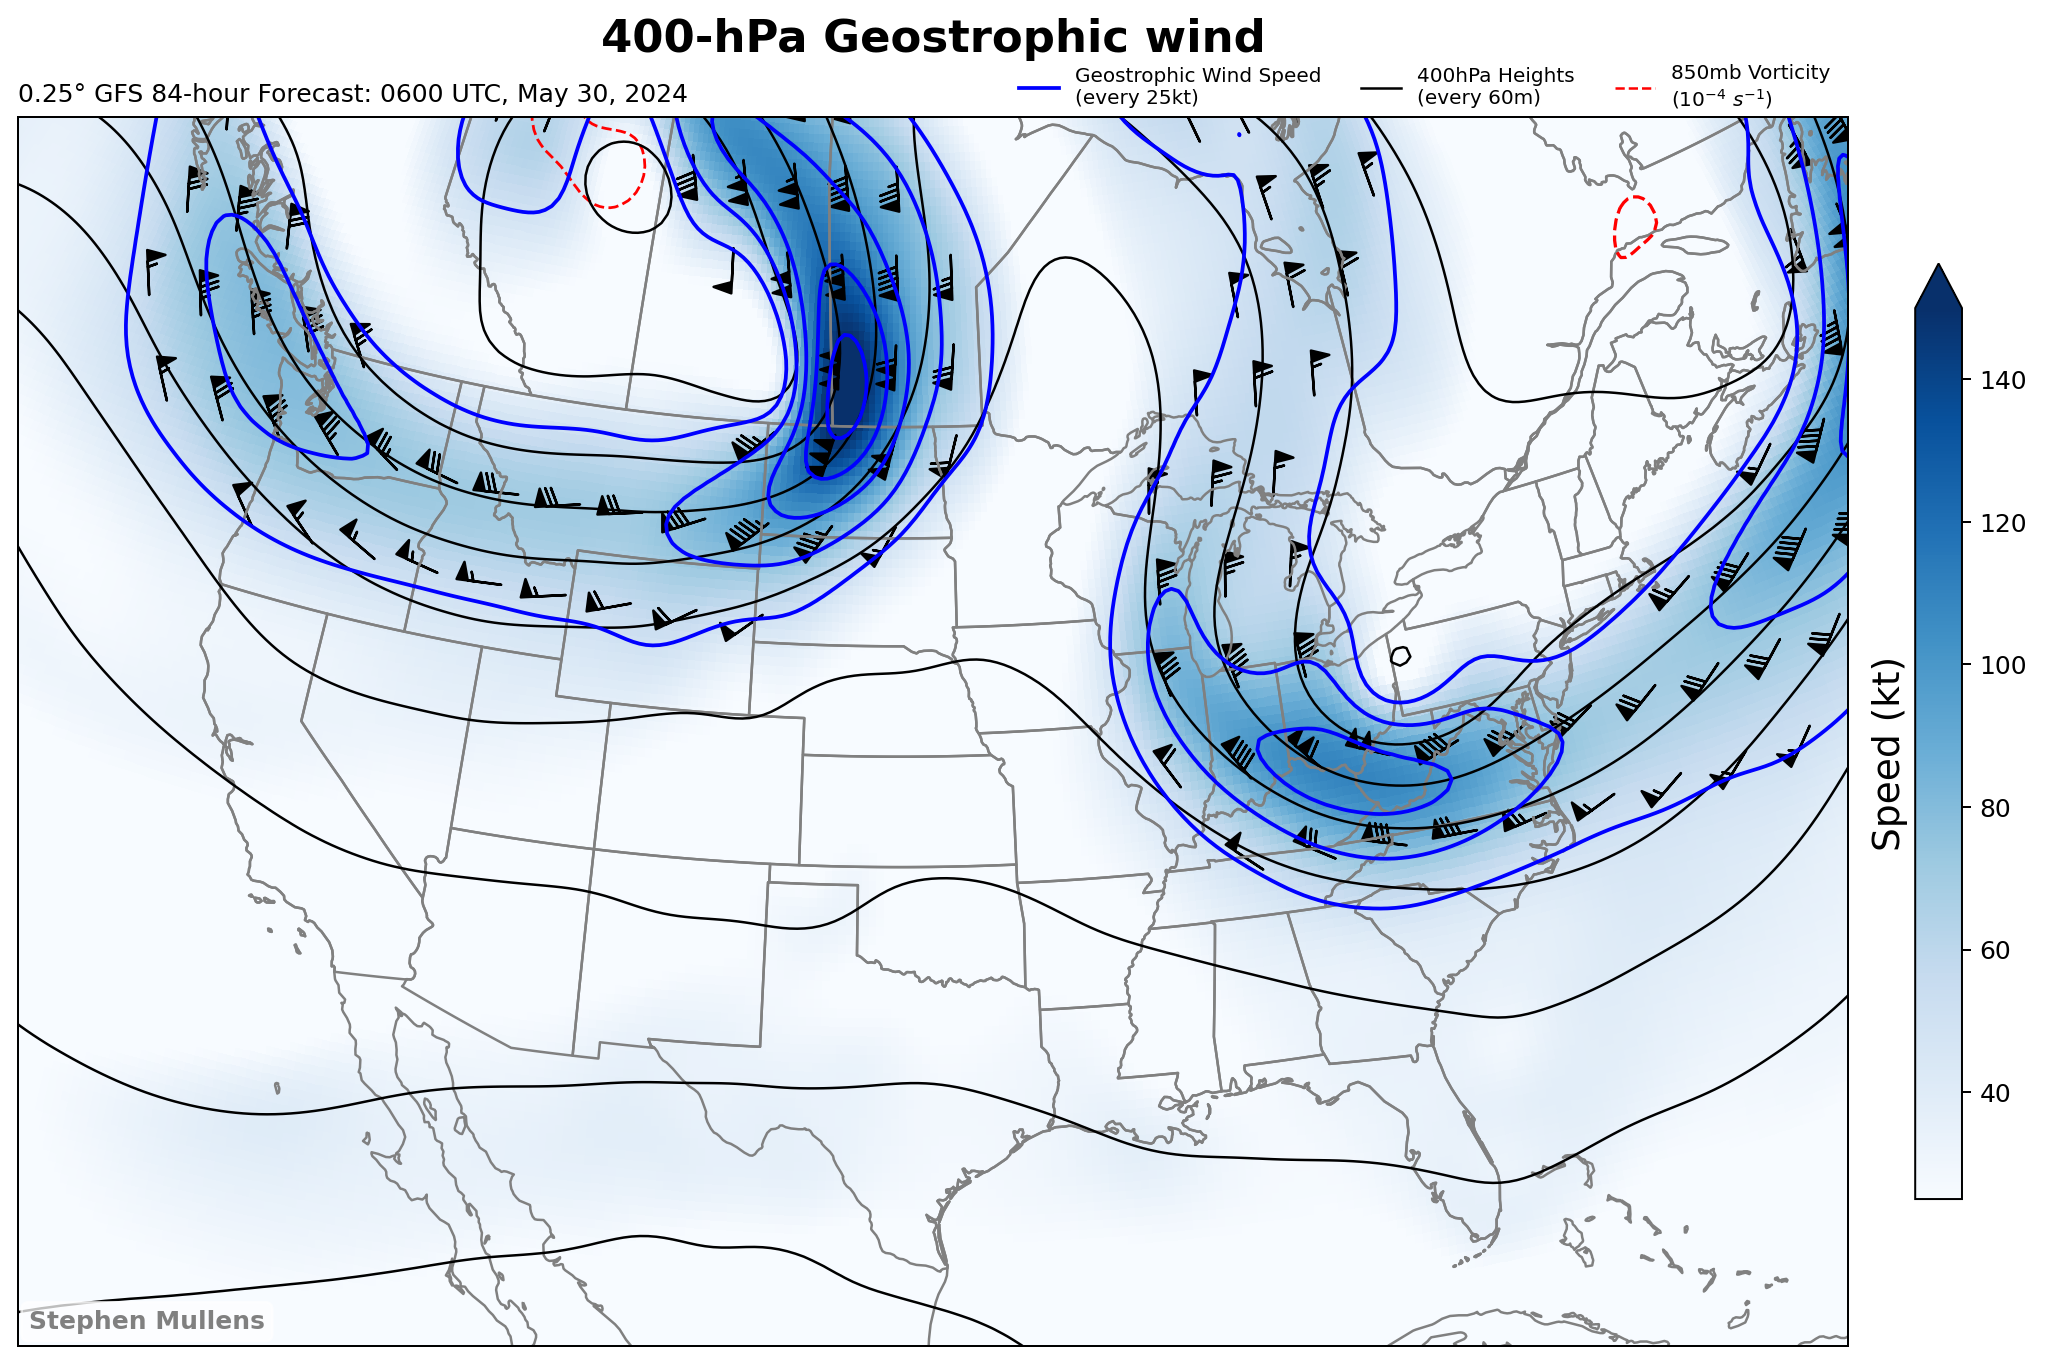 400-hPa Geostrophic wind
0.25° GFS 84-hour Forecast: 0600 UTC, May 30, 2024
Geostrophic Wind Speed
(every 25kt)
400hPa Heights
(every 60m)
850mb Vorticity
(10⁻⁴ s⁻¹)
140
120
100
80
60
40
Speed (kt)
Stephen Mullens